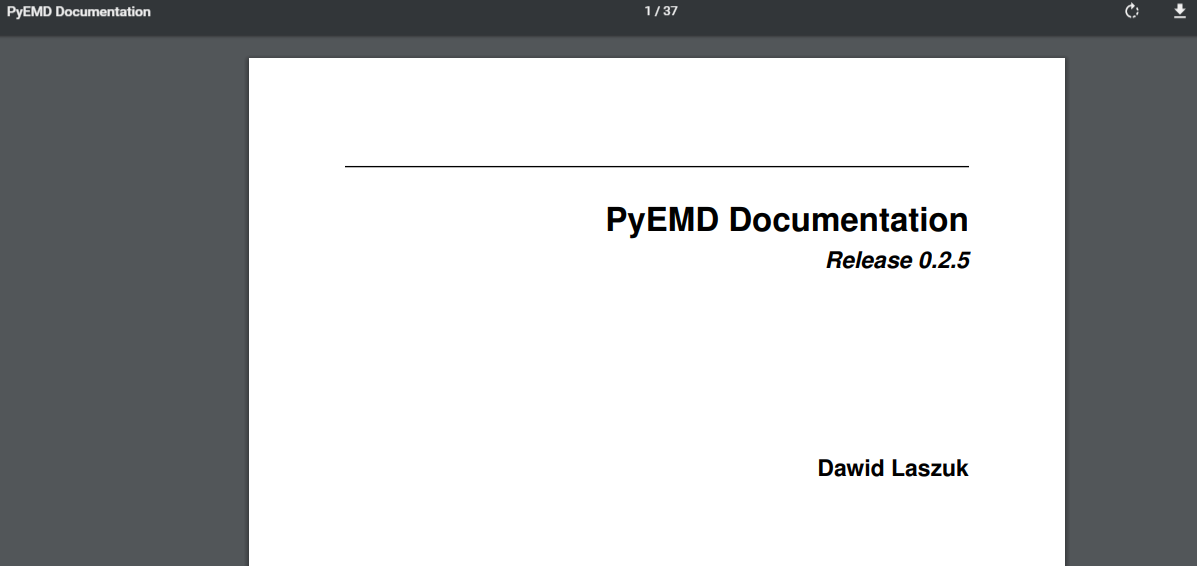 PyEMD Documentation
1 / 37
PyEMD Documentation
Release 0.2.5
Dawid Laszuk